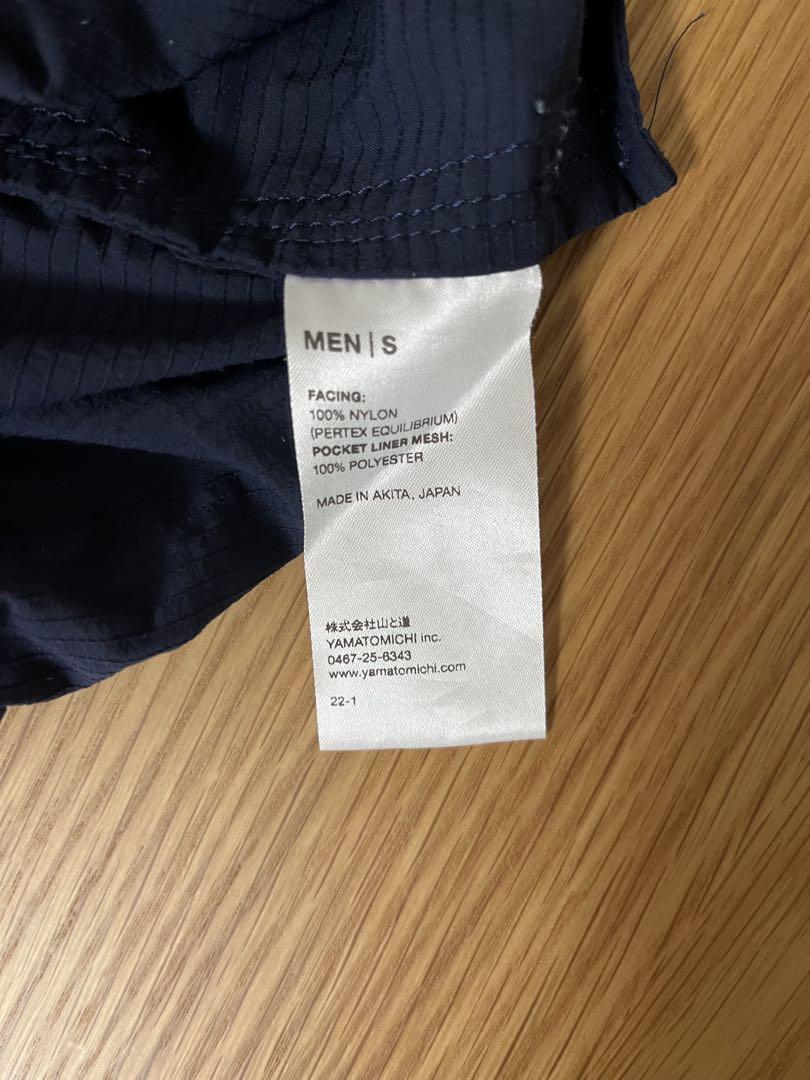 MEN | S
FACING:
100% NYLON
(PERTEX EQUILIBRIUM)
POCKET LINER MESH:
100% POLYESTER
MADE IN AKITA, JAPAN
株式会社山と道
YAMATOMICHI inc.
0467-25-6343
www.yamatomichi.com
22-1